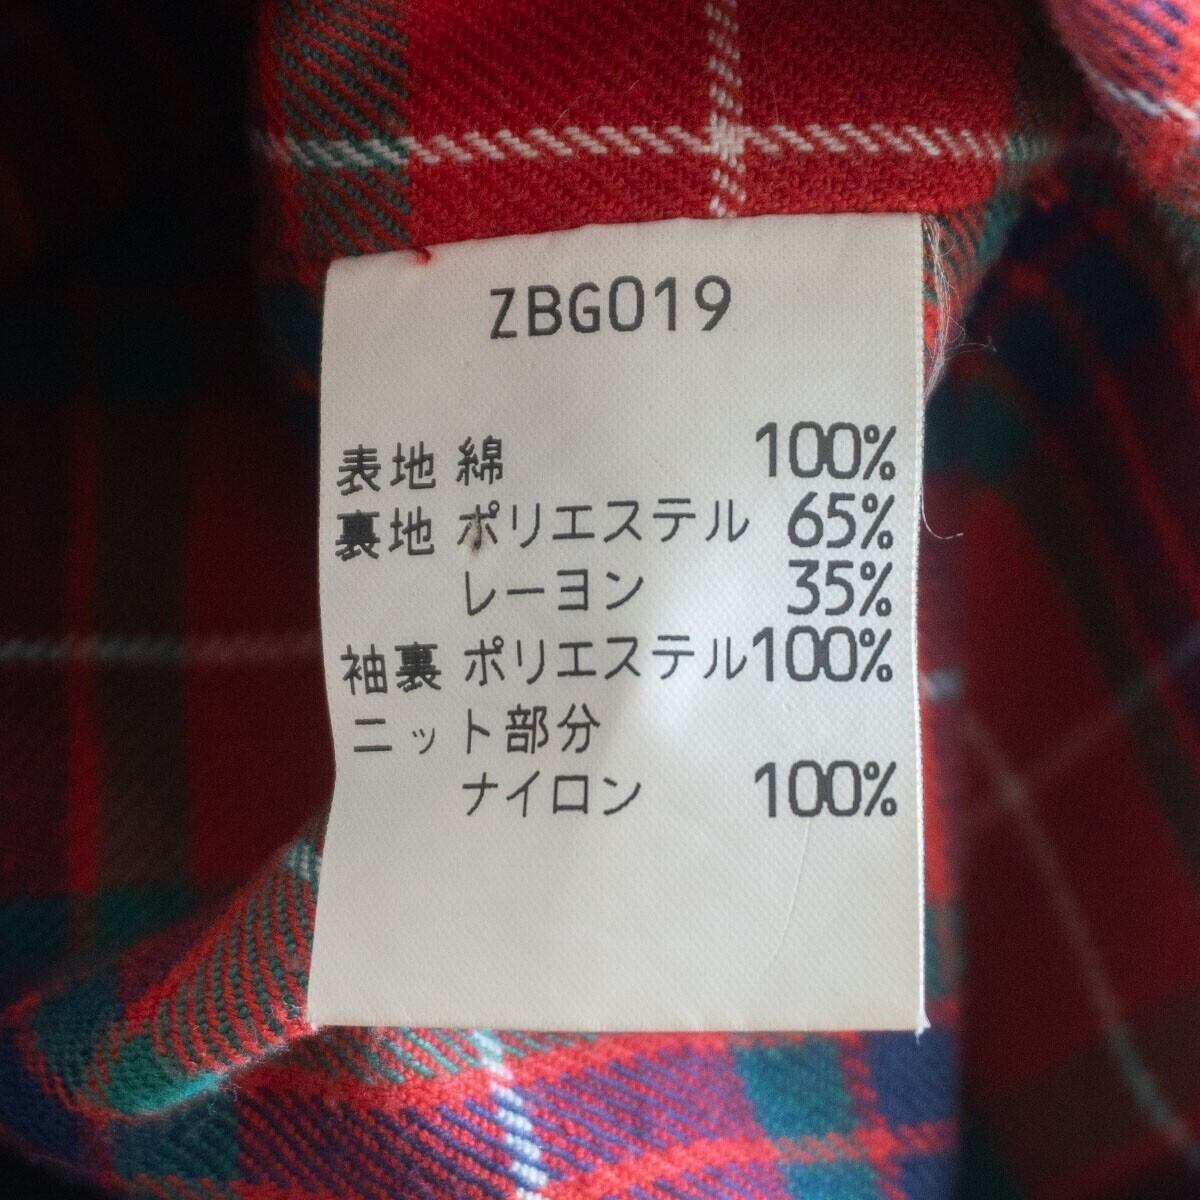 ZBG019
表地 綿 100%
裏地 ポリエステル 65%
レーヨン 35%
袖裏 ポリエステル100%
ニット部分
ナイロン 100%